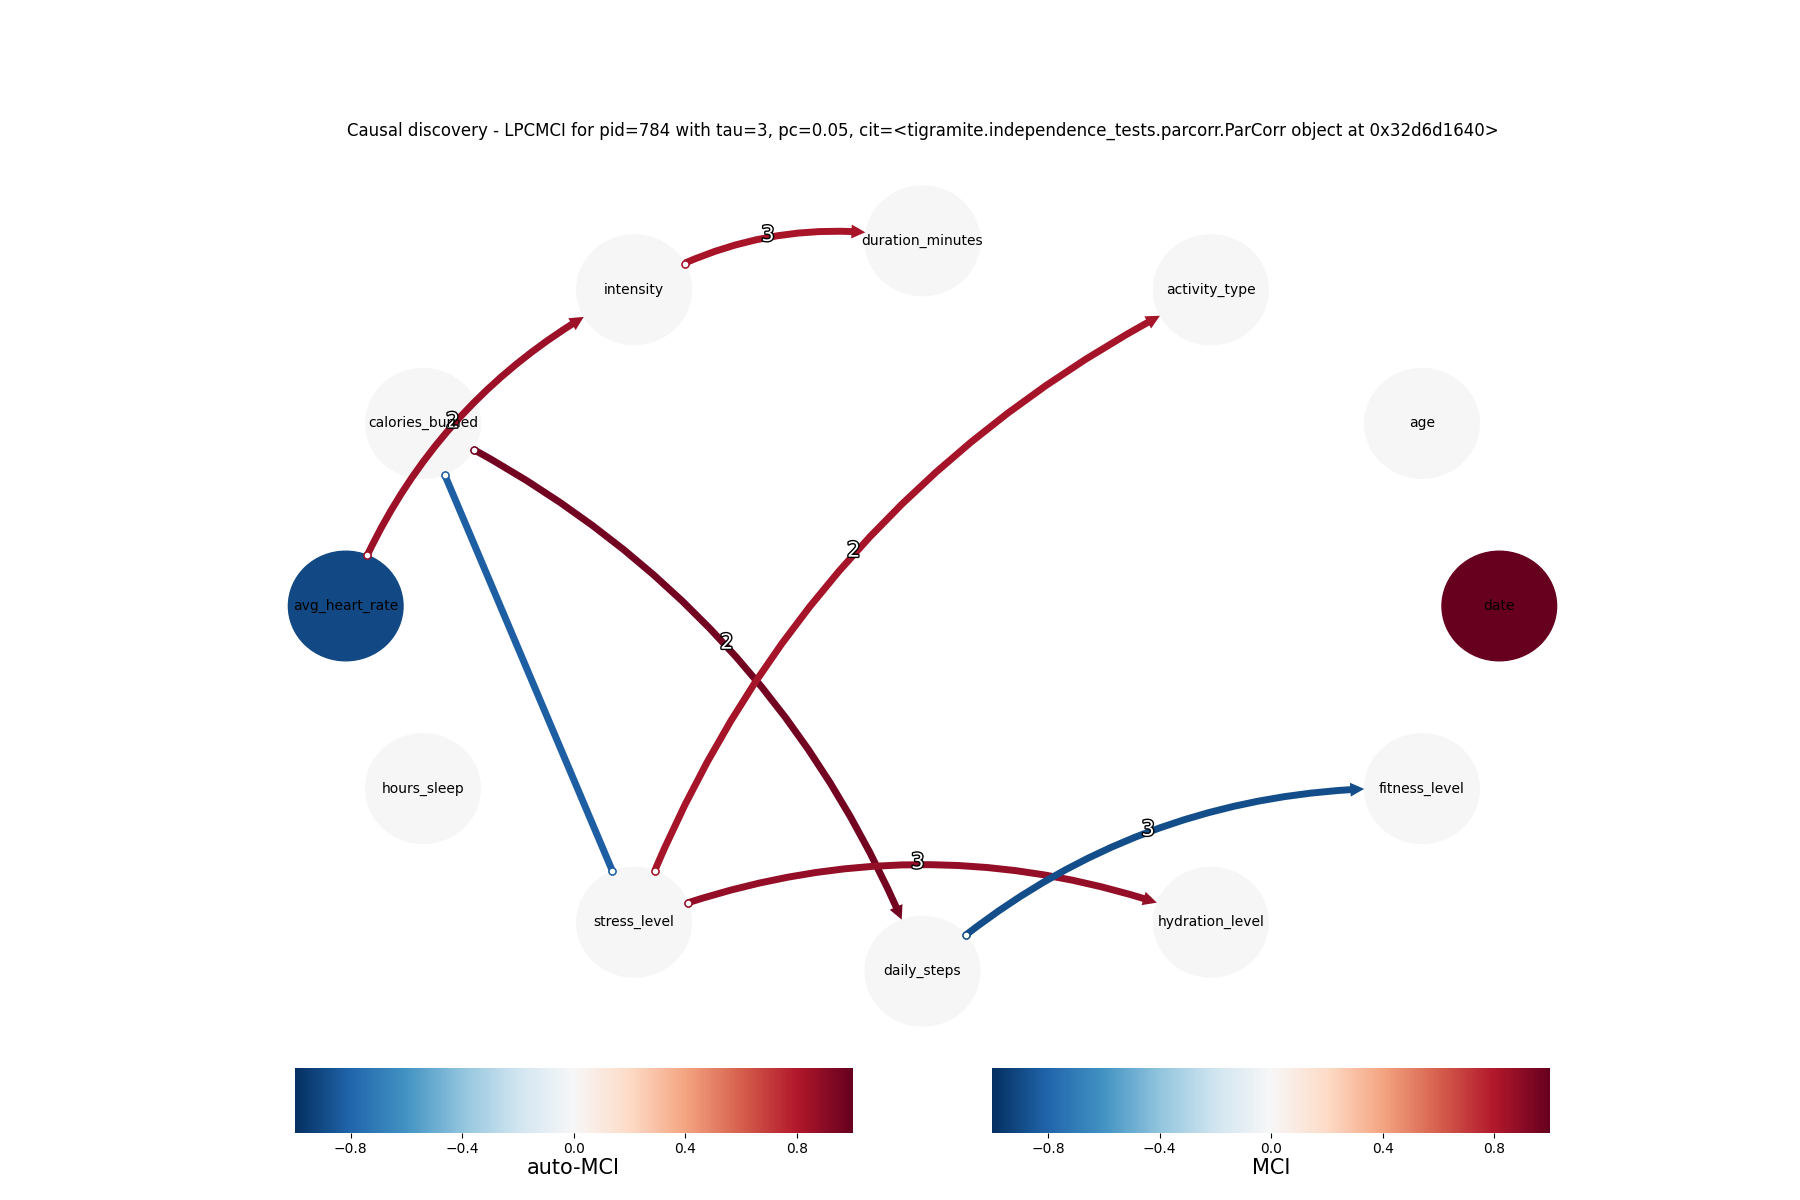 Causal discovery - LPCMCI for pid=784 with tau=3, pc=0.05, cit=<tigramite.independence_tests.parcorr.ParCorr object at 0x32d6d1640>
3
duration_minutes
intensity
activity_type
2
calories_burned
age
2
avg_heart_rate
date
2
hours_sleep
fitness_level
3
3
stress_level
hydration_level
daily_steps
−0.8 −0.4 0.0 0.4 0.8
auto-MCI
−0.8 −0.4 0.0 0.4 0.8
MCI